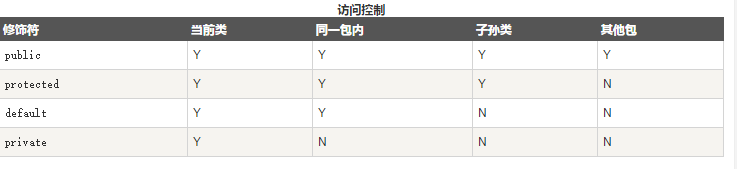 访问控制
修饰符 当前类 同一包内 子孙类 其他包
public Y Y Y Y
protected Y Y Y N
default Y Y N N
private Y N N N